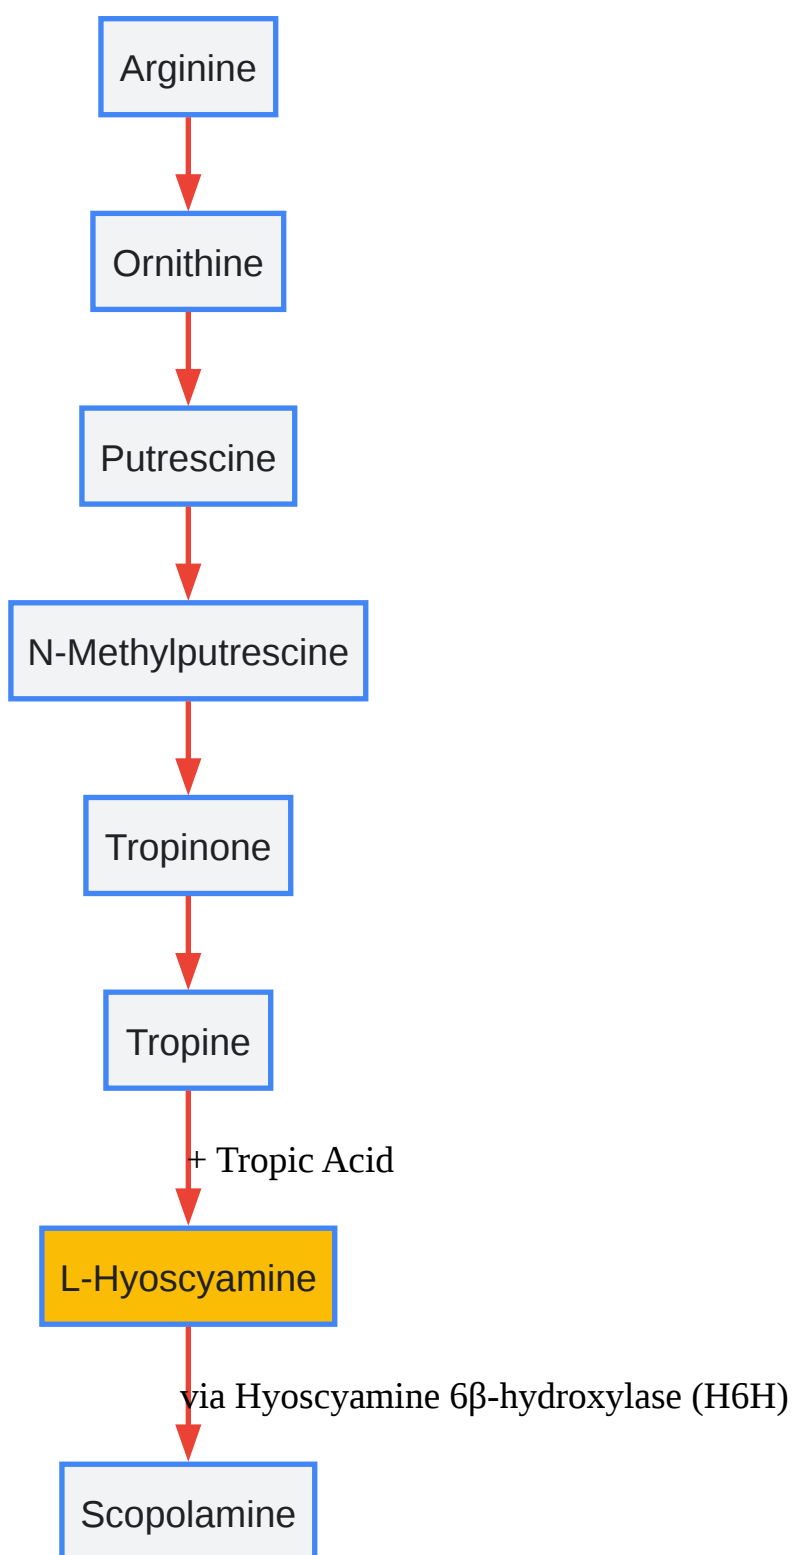 Arginine
Ornithine
Putrescine
N-Methylputrescine
Tropinone
Tropine
+ Tropic Acid
L-Hyoscyamine
via Hyoscyamine 6β-hydroxylase (H6H)
Scopolamine